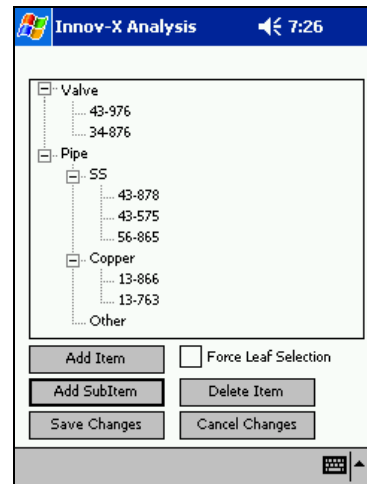 Innov-X Analysis 7:26
Valve
43-976
34-876
Pipe
SS
43-878
43-575
56-865
Copper
13-866
13-763
Other
Add Item Force Leaf Selection
Add SubItem Delete Item
Save Changes Cancel Changes